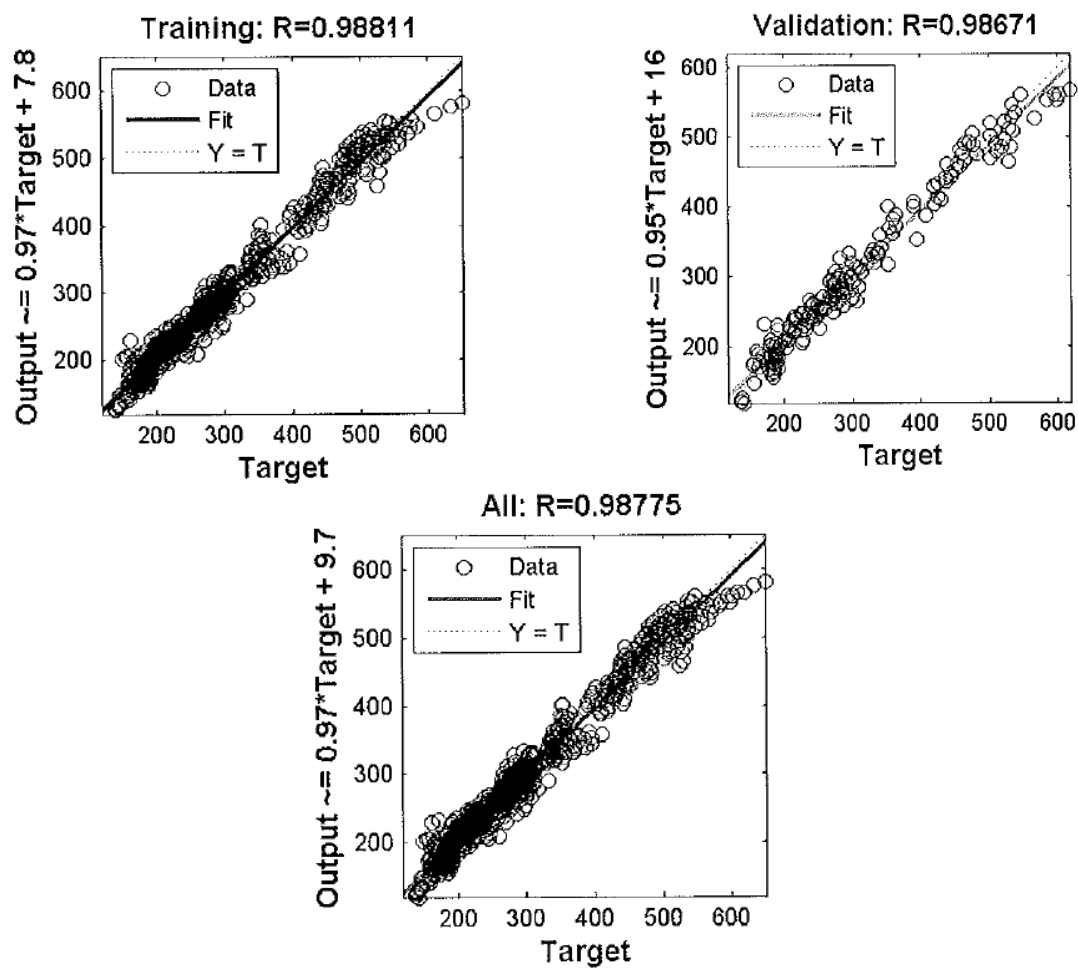 Training: R=0.98811
Output ~= 0.97*Target + 7.8
600
500
400
300
200
Data
Fit
Y = T
200 300 400 500 600
Target
Validation: R=0.98671
Output ~= 0.95*Target + 16
600
500
400
300
200
Data
Fit
Y = T
200 300 400 500 600
Target
All: R=0.98775
Output ~= 0.97*Target + 9.7
600
500
400
300
200
Data
Fit
Y = T
200 300 400 500 600
Target